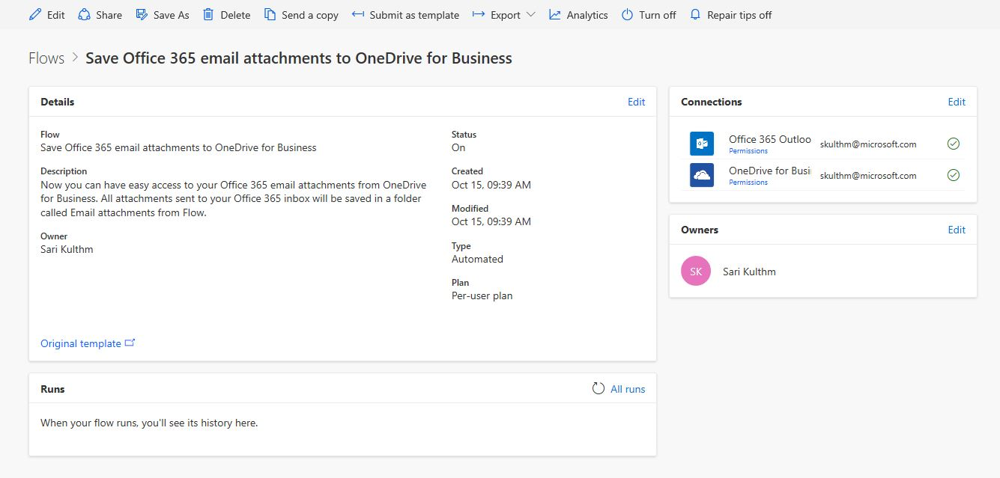 Edit Share Save As Delete Send a copy Submit as template Export Analytics Turn off Repair tips off
Flows > Save Office 365 email attachments to OneDrive for Business
Details Edit
Flow
Save Office 365 email attachments to OneDrive for Business
Description
Now you can have easy access to your Office 365 email attachments from OneDrive
for Business. All attachments sent to your Office 365 inbox will be saved in a folder
called Email attachments from Flow.
Owner
Sari Kulthm
Status
On
Created
Oct 15, 09:39 AM
Modified
Oct 15, 09:39 AM
Type
Automated
Plan
Per-user plan
Original template
Connections Edit
Office 365 Outloo skulthm@microsoft.com
Permissions
OneDrive for Busi skulthm@microsoft.com
Permissions
Owners Edit
SK Sari Kulthm
Runs All runs
When your flow runs, you'll see its history here.